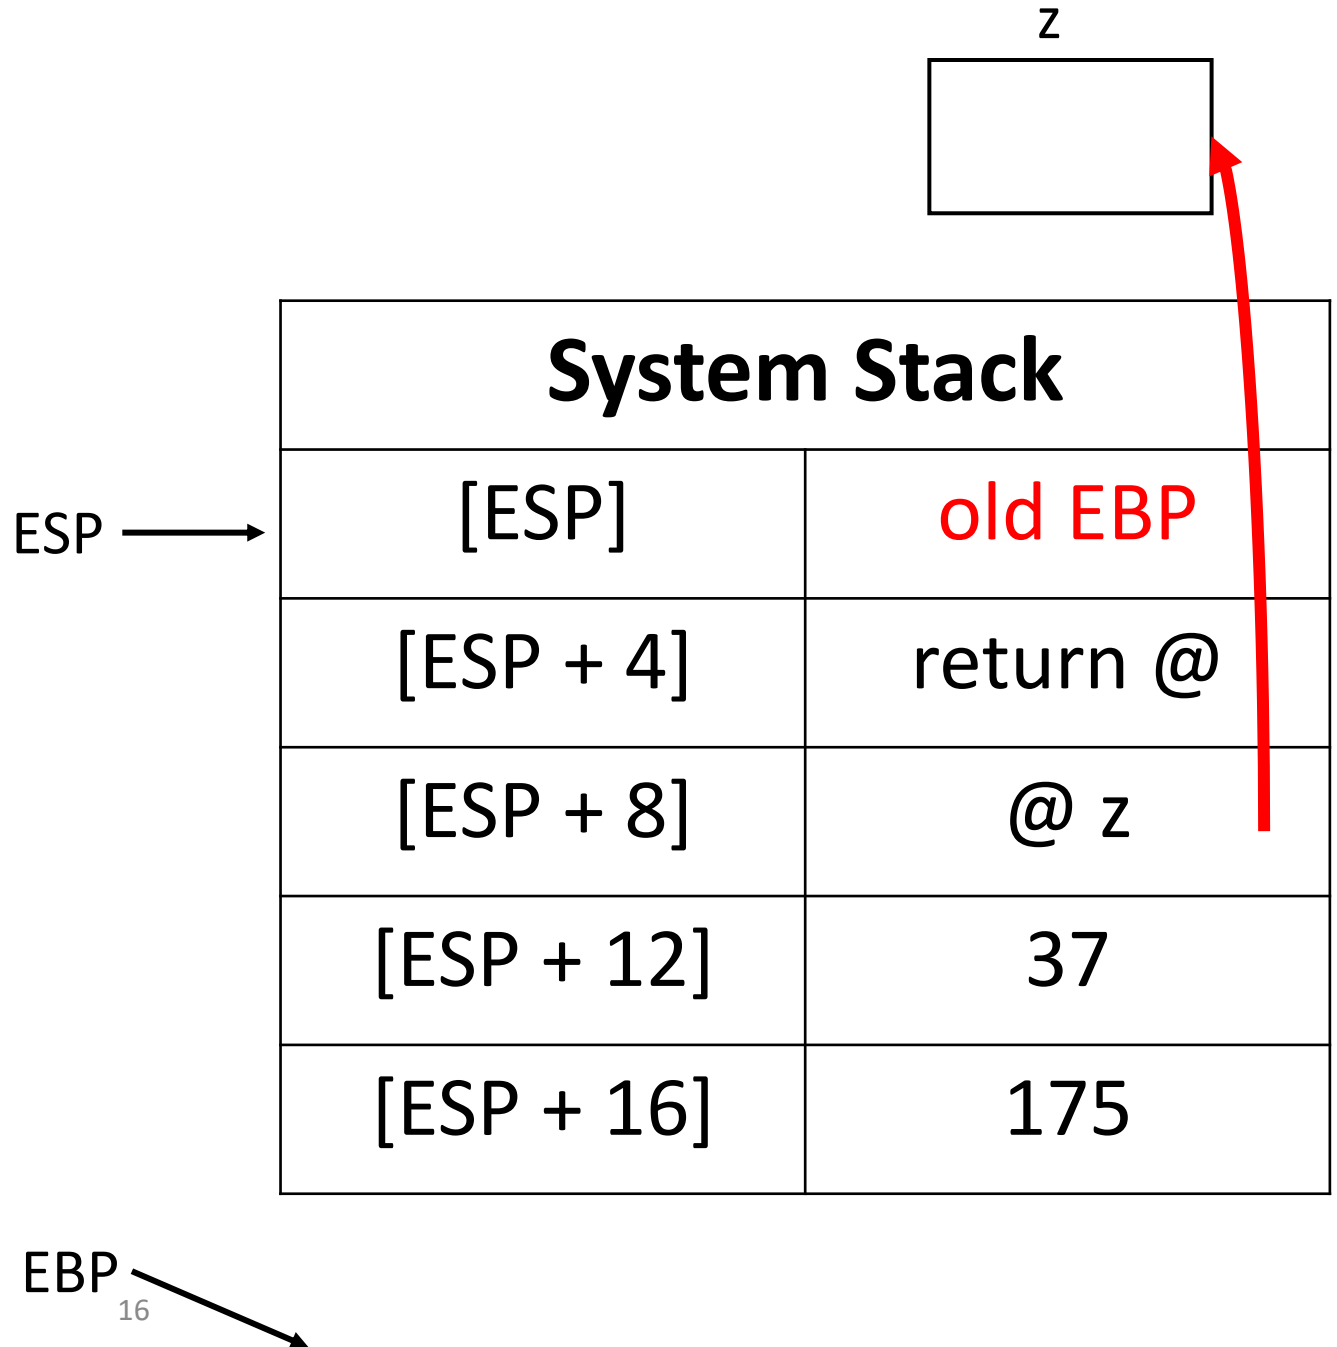 z
System Stack
ESP [ESP] old EBP
[ESP + 4] return @
[ESP + 8] @ z
[ESP + 12] 37
[ESP + 16] 175
EBP
16